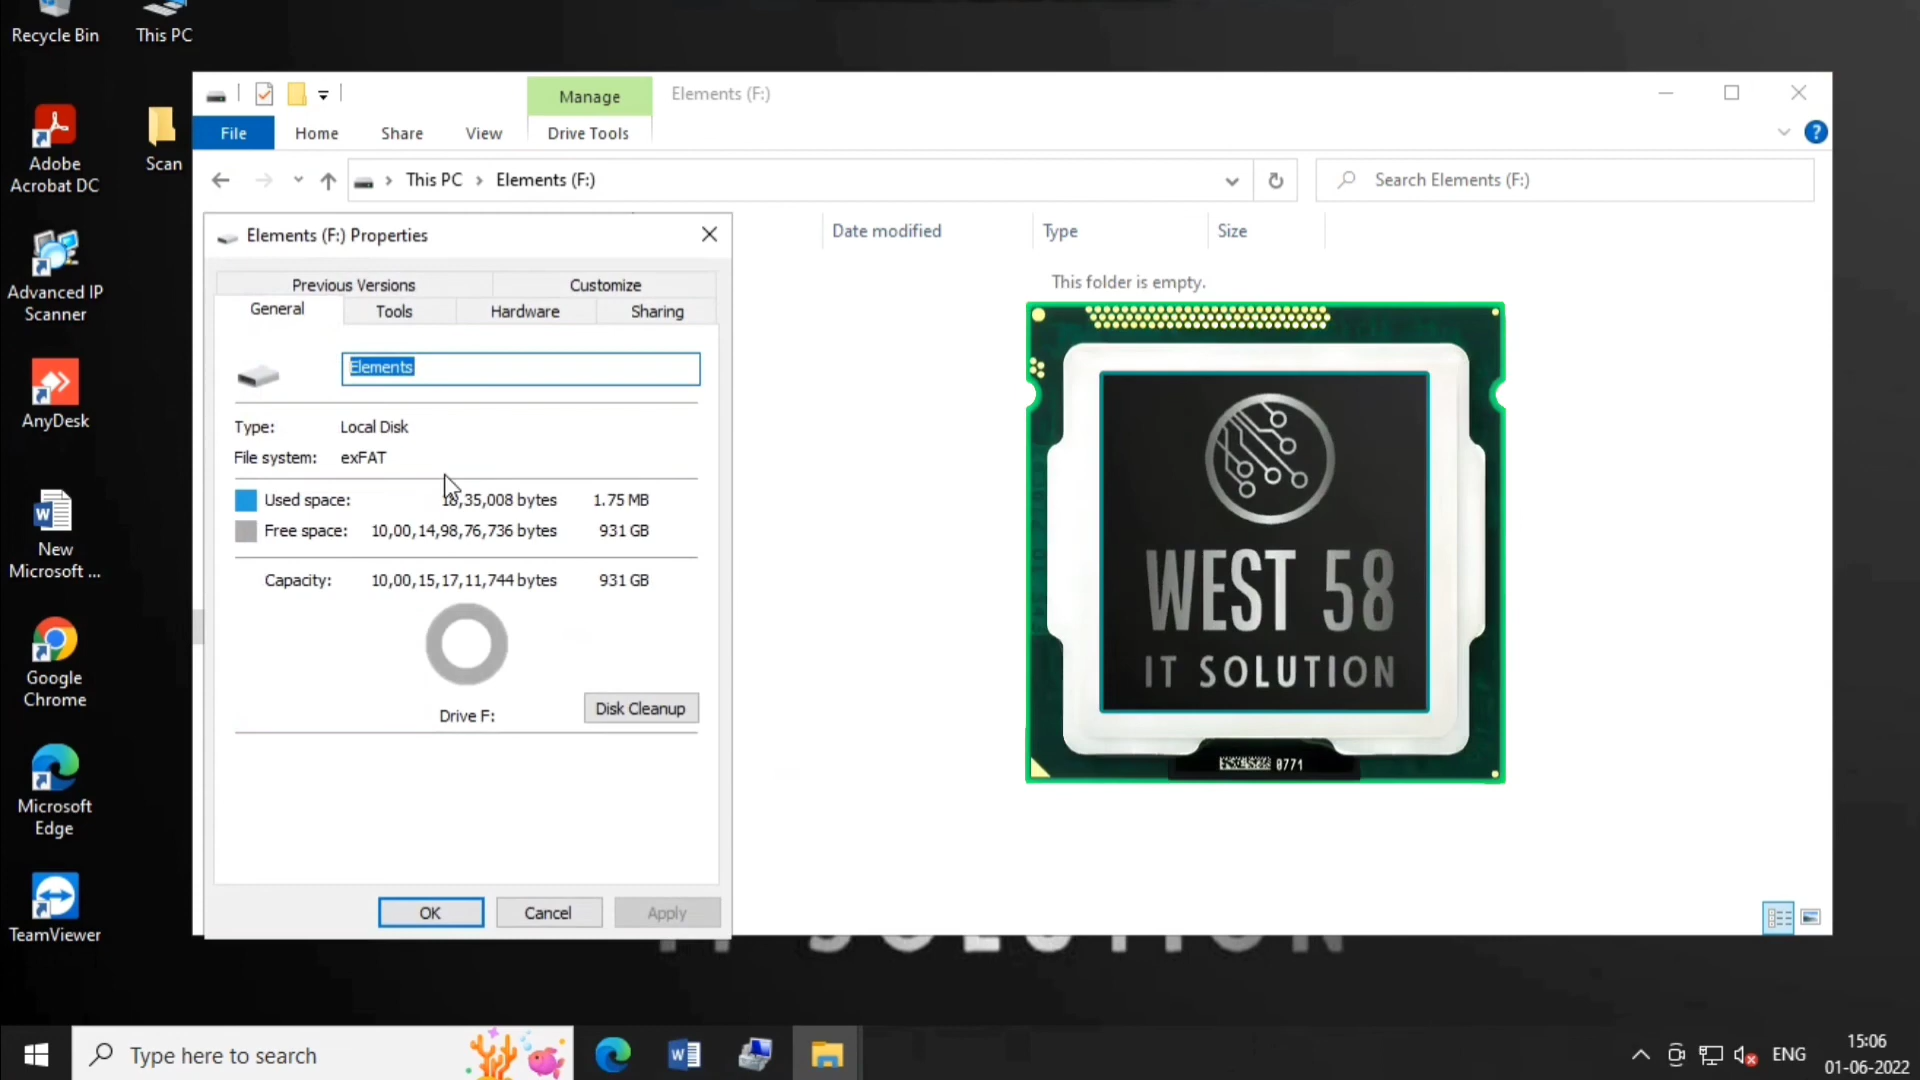 Recycle Bin
This PC
Adobe
Acrobat DC
Scan
Advanced IP
Scanner
AnyDesk
New
Microsoft ...
Google
Chrome
Microsoft
Edge
TeamViewer
Manage
Elements (F:)
File
Home
Share
View
Drive Tools
?
This PC > Elements (F:)
Search Elements (F:)
Date modified
Type
Size
This folder is empty.
Elements (F:) Properties
Previous Versions
Customize
General
Tools
Hardware
Sharing
Elements
Type: Local Disk
File system: exFAT
Used space: 18,35,008 bytes 1.75 MB
Free space: 10,00,14,98,76,736 bytes 931 GB
Capacity: 10,00,15,17,11,744 bytes 931 GB
Drive F:
Disk Cleanup
OK
Cancel
Apply
WEST 58
IT SOLUTION
0771
IT SOLUTION
Type here to search
ENG
15:06
01-06-2022